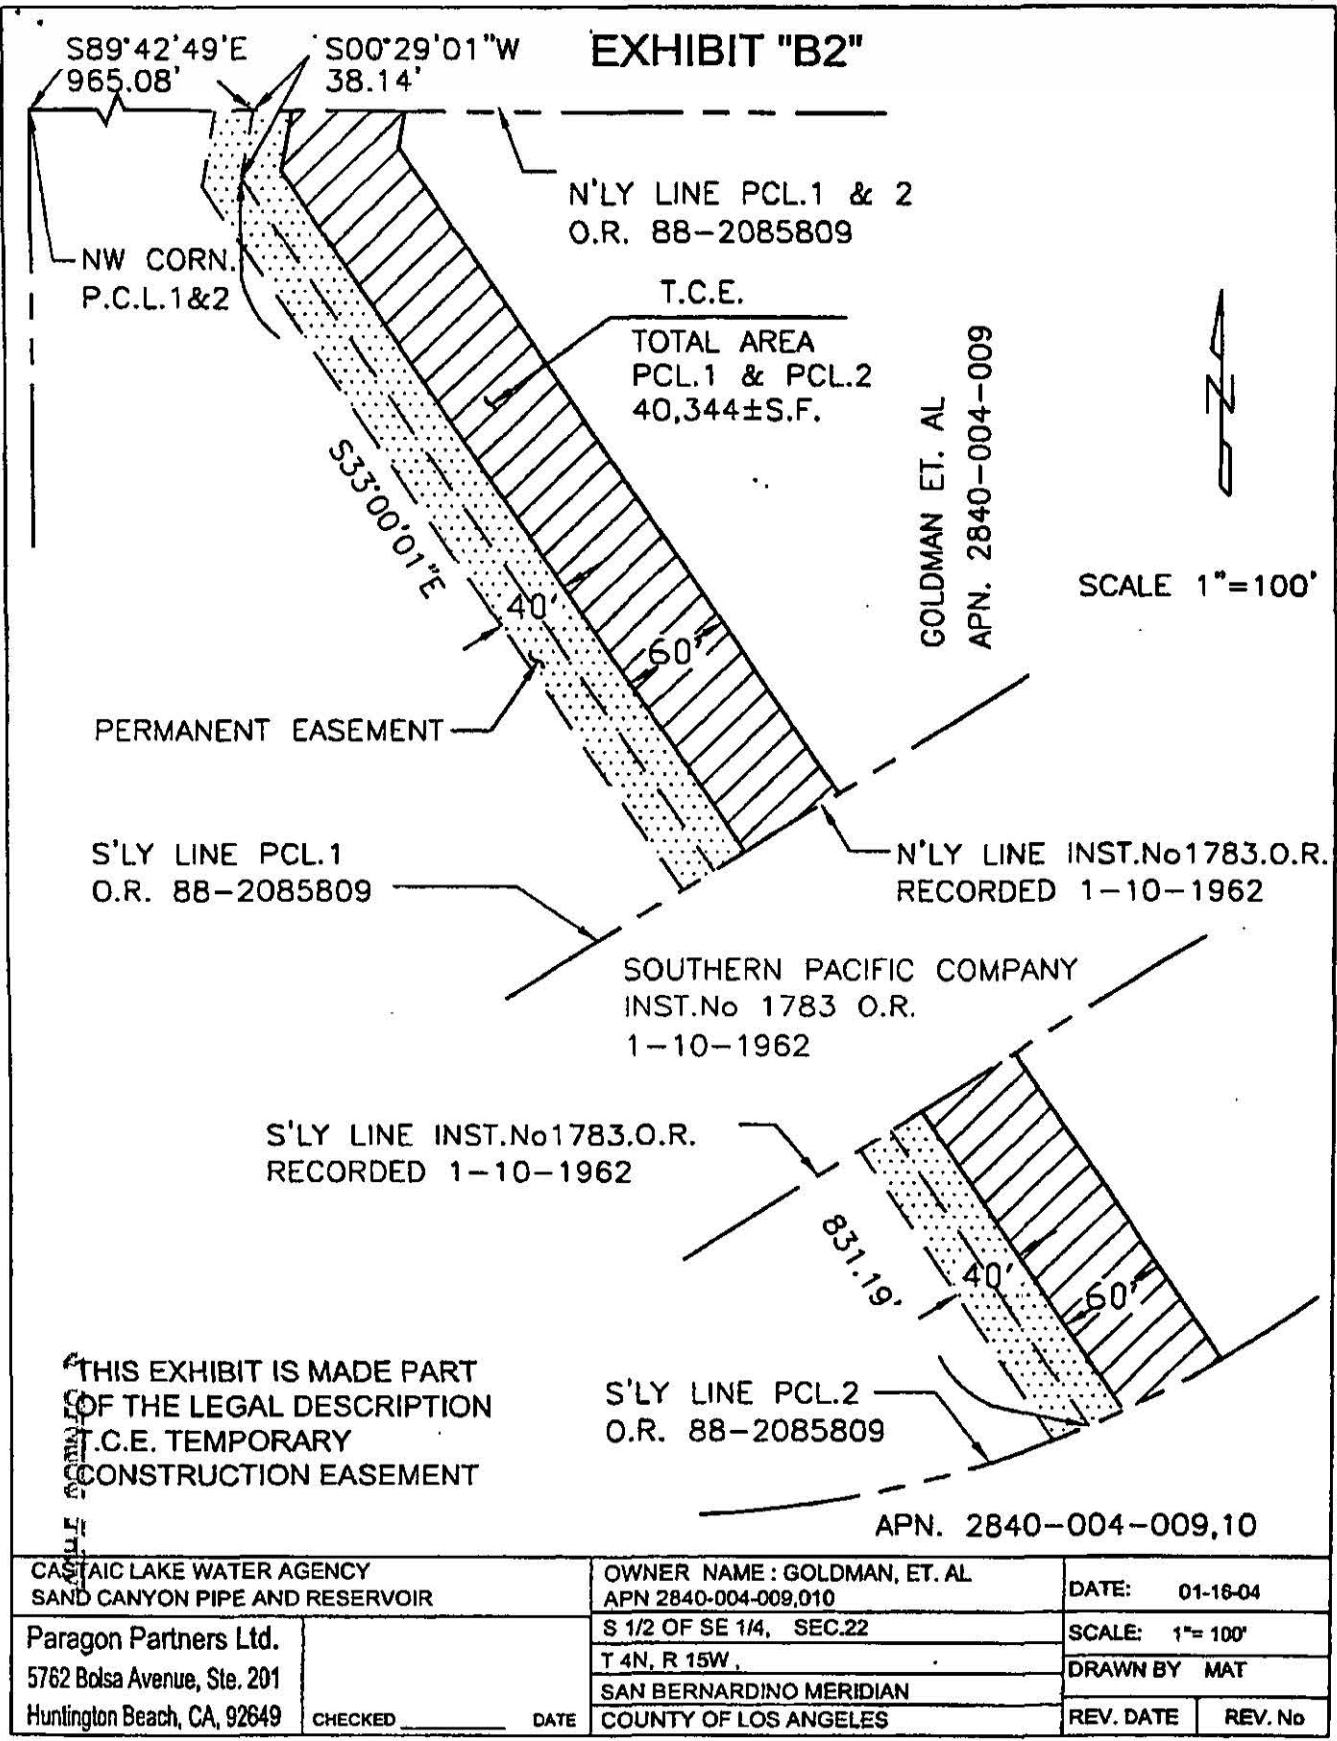 EXHIBIT "B2"
S89°42'49"E
965.08'
S00°29'01"W
38.14'
N'LY LINE PCL.1 & 2
O.R. 88-2085809
NW CORN.
P.C.L.1&2
T.C.E.
TOTAL AREA
PCL.1 & PCL.2
40,344±S.F.
GOLDMAN ET. AL
APN. 2840-004-009
N
SCALE 1"=100'
S33°00'01"E
40'
60'
PERMANENT EASEMENT
S'LY LINE PCL.1
O.R. 88-2085809
N'LY LINE INST.No1783.O.R.
RECORDED 1-10-1962
SOUTHERN PACIFIC COMPANY
INST.No 1783 O.R.
1-10-1962
S'LY LINE INST.No1783.O.R.
RECORDED 1-10-1962
831.19'
40'
60'
S'LY LINE PCL.2
O.R. 88-2085809
THIS EXHIBIT IS MADE PART
OF THE LEGAL DESCRIPTION
T.C.E. TEMPORARY
CONSTRUCTION EASEMENT
APN. 2840-004-009,10
CASTAIC LAKE WATER AGENCY
SAND CANYON PIPE AND RESERVOIR
Paragon Partners Ltd.
5762 Bolsa Avenue, Ste. 201
Huntington Beach, CA, 92649
CHECKED DATE
OWNER NAME : GOLDMAN, ET. AL
APN 2840-004-009,010
S 1/2 OF SE 1/4, SEC.22
T 4N, R 15W ,
SAN BERNARDINO MERIDIAN
COUNTY OF LOS ANGELES
DATE: 01-16-04
SCALE: 1"= 100'
DRAWN BY MAT
REV. DATE REV. No